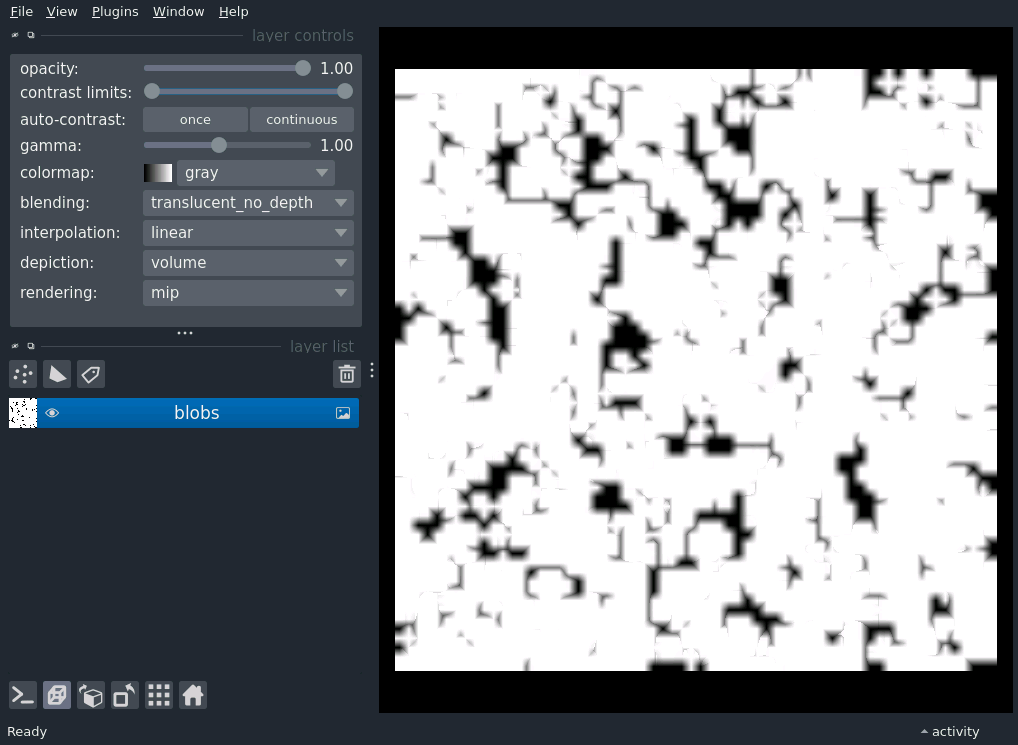 File View Plugins Window Help
layer controls
opacity: 1.00
contrast limits:
auto-contrast: once continuous
gamma: 1.00
colormap: gray
blending: translucent_no_depth
interpolation: linear
depiction: volume
rendering: mip
layer list
blobs
Ready
activity